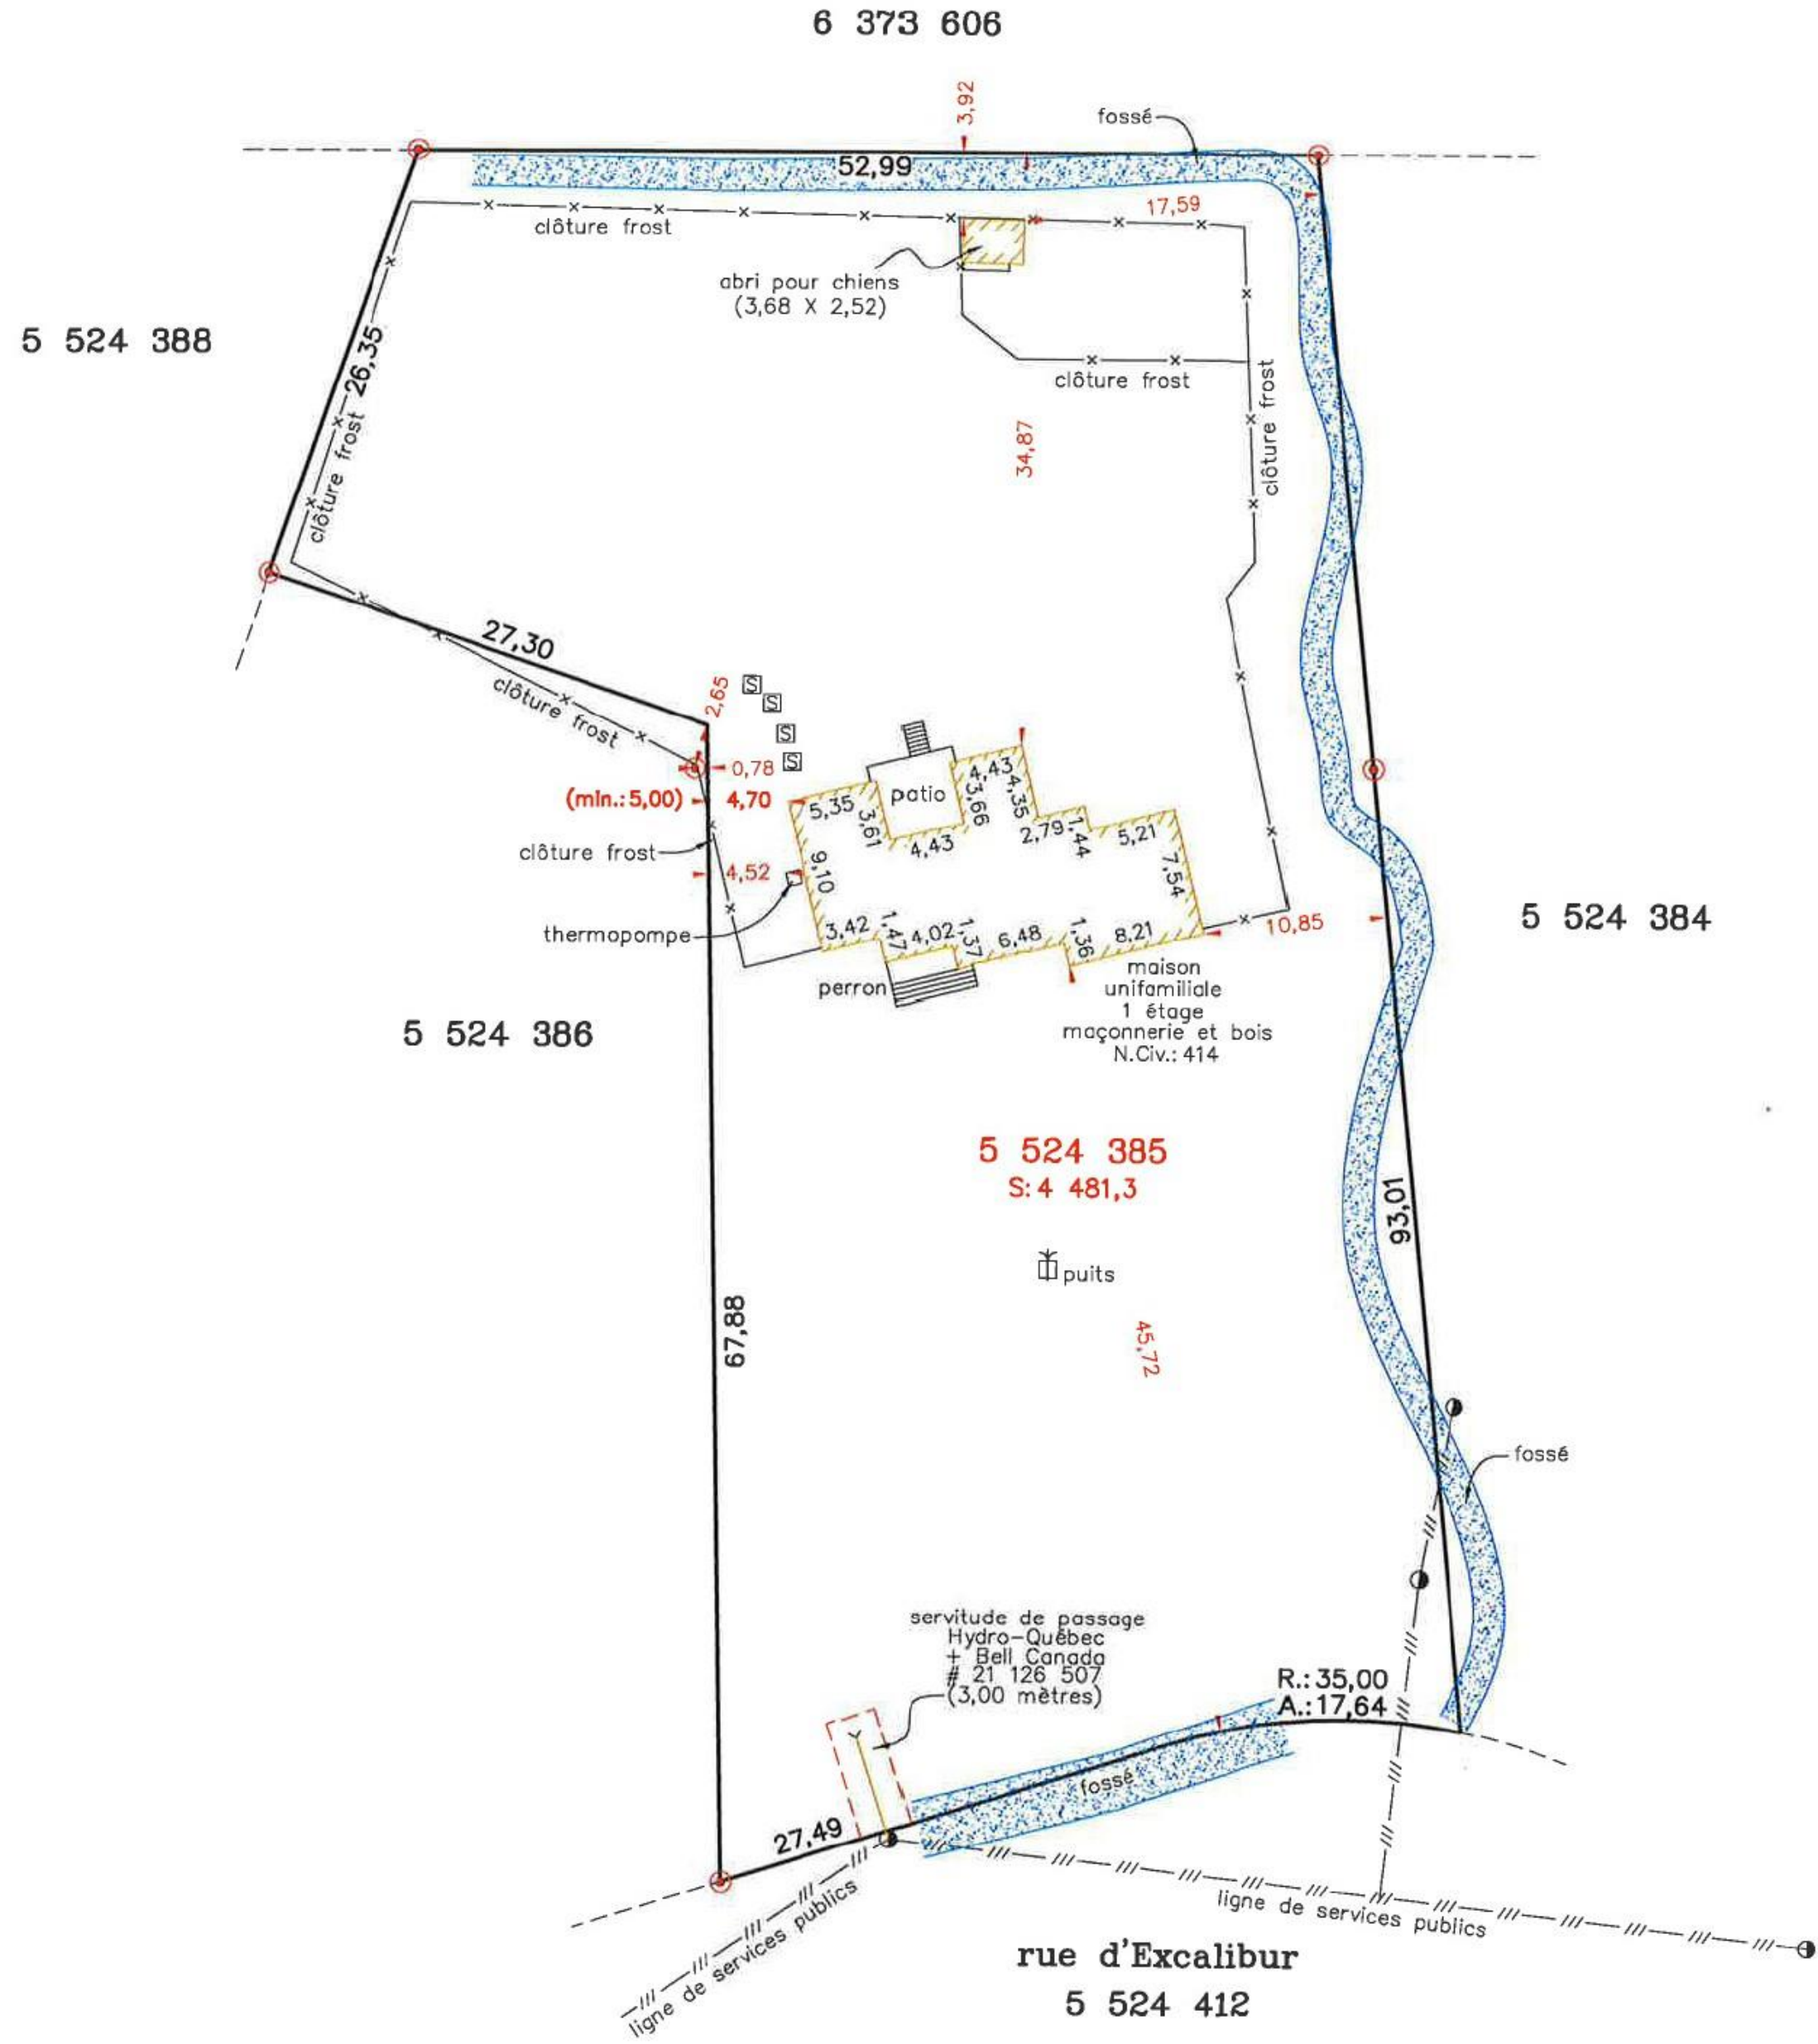 6 373 606
3,92
fossé
52,99
17,59
clôture frost
abri pour chiens
(3,68 X 2,52)
5 524 388
26,35
clôture frost
clôture frost
clôture frost
34,87
27,30
clôture frost
2,65
S
S
S
S
0,78
(min.:5,00)
4,70
5,35
3,61
patio
4,43
3,66
4,35
4,43
2,79
1,44
5,21
7,54
clôture frost
4,52
9,10
thermopompe
3,42
1,47
4,02
1,37
6,48
1,36
8,21
10,85
5 524 384
perron
maison
unifamiliale
1 étage
maçonnerie et bois
N.Civ.: 414
5 524 386
5 524 385
S: 4 481,3
93,01
puits
67,88
45,72
fossé
servitude de passage
Hydro-Québec
+ Bell Canada
# 21 126 507
(3,00 mètres)
R.: 35,00
A.: 17,64
fossé
27,49
ligne de services publics
ligne de services publics
rue d'Excalibur
5 524 412